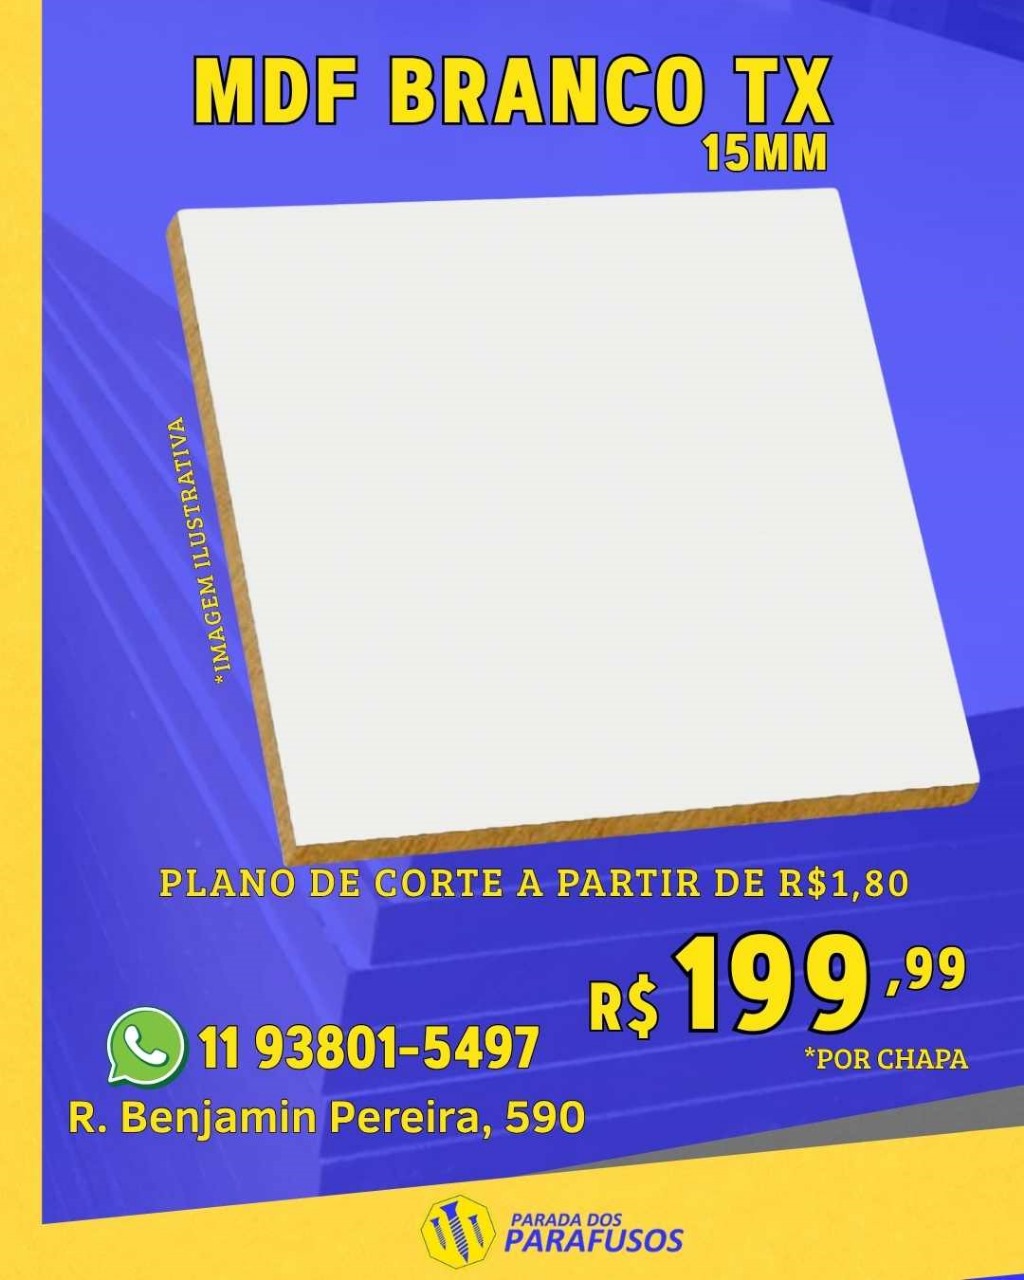 MDF BRANCO TX
15MM
*IMAGEM ILUSTRATIVA
PLANO DE CORTE A PARTIR DE R$1,80
R$ 199,99
*POR CHAPA
11 93801-5497
R. Benjamin Pereira, 590
PARADA DOS
PARAFUSOS